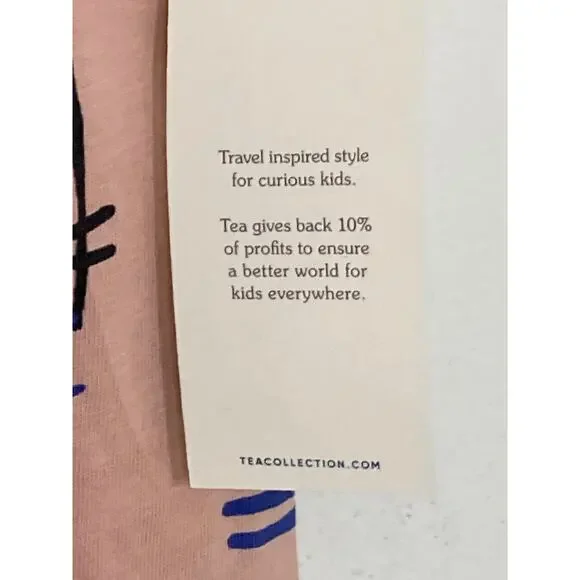 Travel inspired style
for curious kids.
Tea gives back 10%
of profits to ensure
a better world for
kids everywhere.
TEACOLLECTION.COM